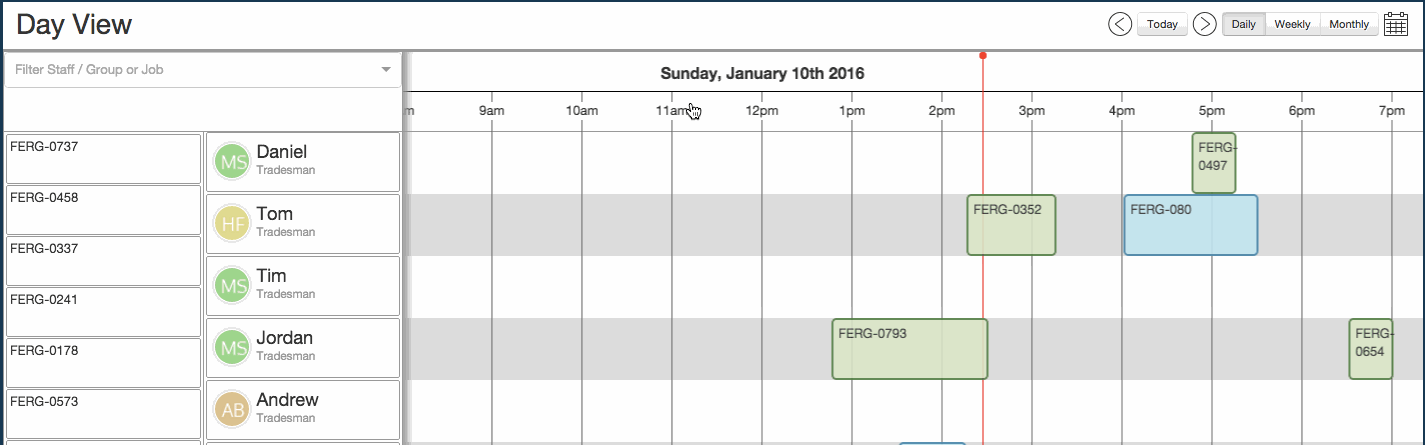 Day View
Today
Daily Weekly Monthly
Filter Staff / Group or Job
Sunday, January 10th 2016
9am 10am 11am 12pm 1pm 2pm 3pm 4pm 5pm 6pm 7pm
FERG-0737
FERG-0458
FERG-0337
FERG-0241
FERG-0178
FERG-0573
MS Daniel
Tradesman
HF Tom
Tradesman
MS Tim
Tradesman
MS Jordan
Tradesman
AB Andrew
Tradesman
FERG-
0497
FERG-0352
FERG-080
FERG-0793
FERG-
0654